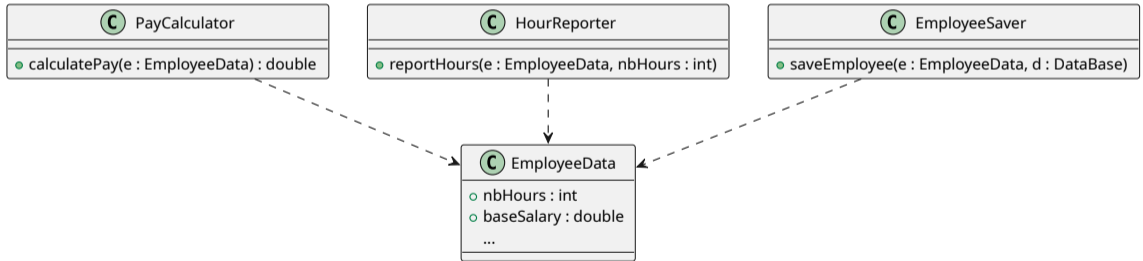 C PayCalculator
calculatePay(e : EmployeeData) : double
C HourReporter
reportHours(e : EmployeeData, nbHours : int)
C EmployeeSaver
saveEmployee(e : EmployeeData, d : DataBase)
C EmployeeData
nbHours : int
baseSalary : double
...